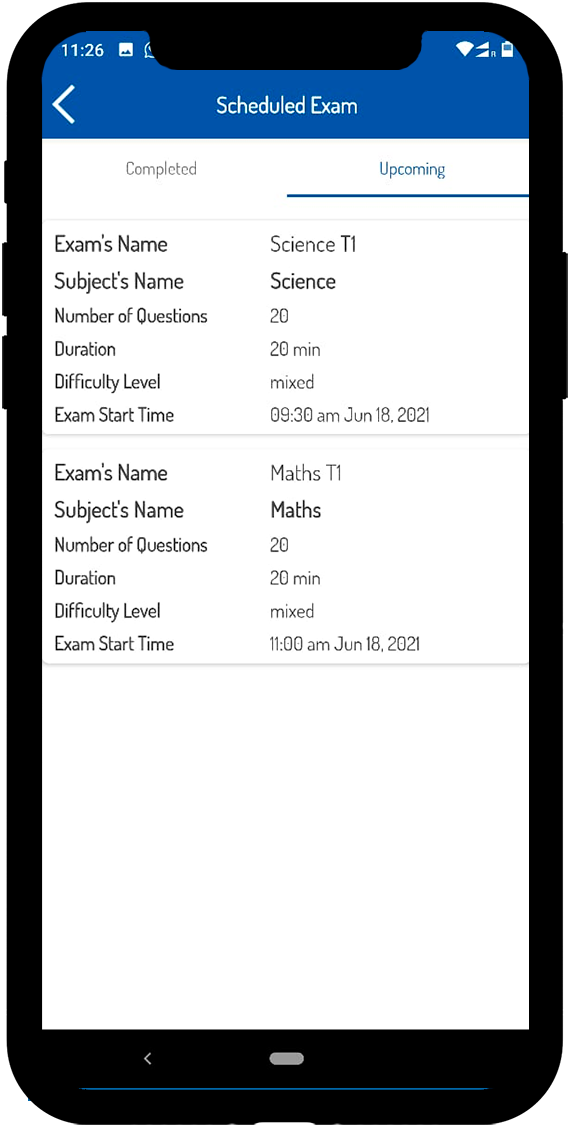 11:26
R
Scheduled Exam
Completed Upcoming
Exam's Name Science T1
Subject's Name Science
Number of Questions 20
Duration 20 min
Difficulty Level mixed
Exam Start Time 09:30 am Jun 18, 2021
Exam's Name Maths T1
Subject's Name Maths
Number of Questions 20
Duration 20 min
Difficulty Level mixed
Exam Start Time 11:00 am Jun 18, 2021